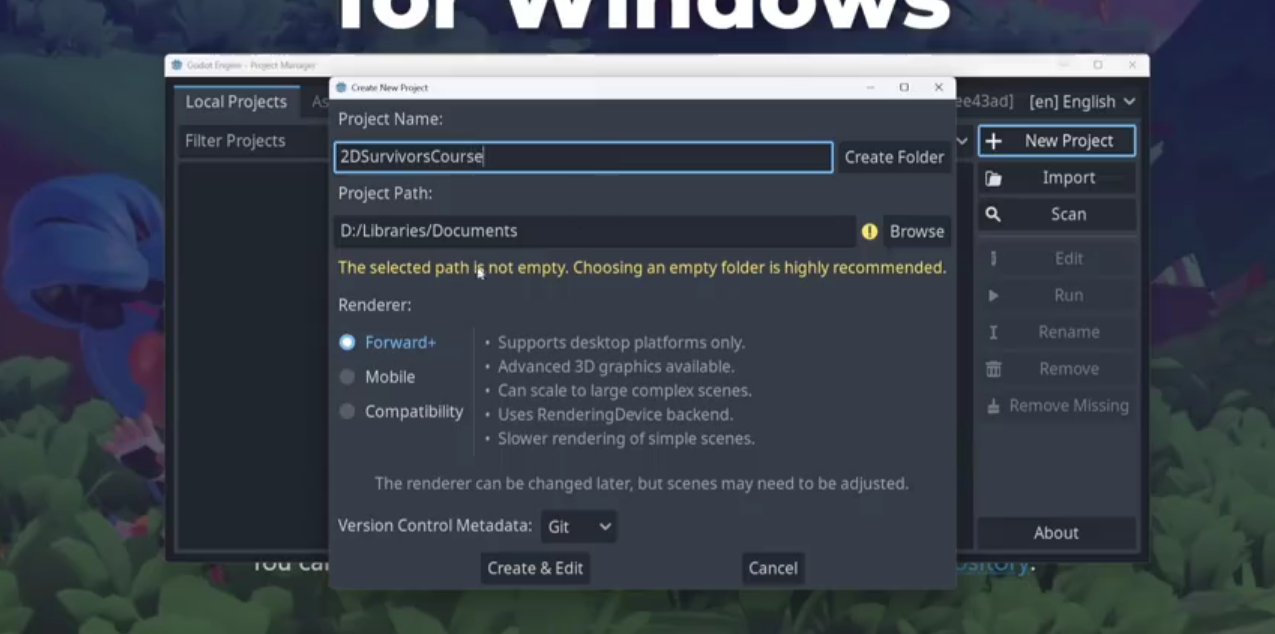 for Windows
Godot Engine - Project Manager
Create New Project
Local Projects
As
ee43ad]
[en] English
Project Name:
Filter Projects
New Project
2DSurvivorsCourse
Create Folder
Import
Project Path:
Scan
D:/Libraries/Documents
Browse
The selected path is not empty. Choosing an empty folder is highly recommended.
Edit
Renderer:
Run
Forward+
• Supports desktop platforms only.
Rename
• Advanced 3D graphics available.
Mobile
Remove
• Can scale to large complex scenes.
Compatibility
Remove Missing
• Uses RenderingDevice backend.
• Slower rendering of simple scenes.
The renderer can be changed later, but scenes may need to be adjusted.
Version Control Metadata:
Git
About
Create & Edit
Cancel
You ca